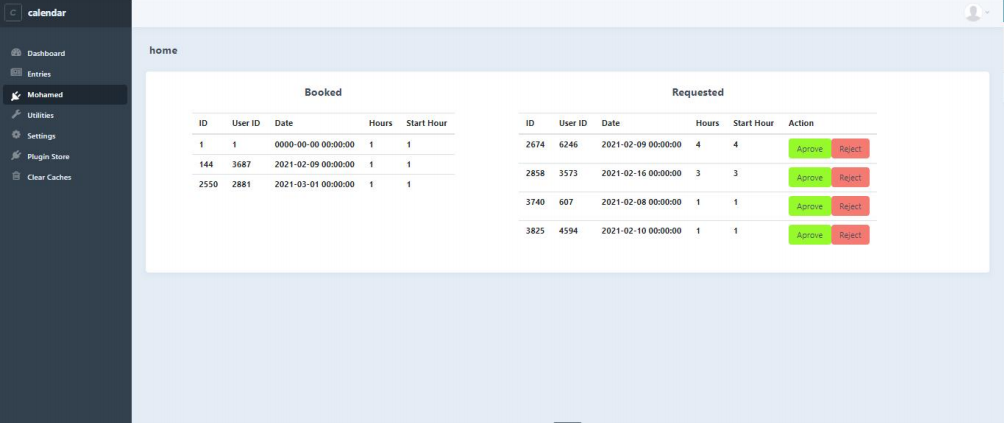 C calendar
Dashboard
Entries
Mohamed
Utilities
Settings
Plugin Store
Clear Caches
home
Booked
ID User ID Date Hours Start Hour
1 1 0000-00-00 00:00:00 1 1
144 3687 2021-02-09 00:00:00 1 1
2550 2881 2021-03-01 00:00:00 1 1
Requested
ID User ID Date Hours Start Hour Action
2674 6246 2021-02-09 00:00:00 4 4 Aprove Reject
2858 3573 2021-02-16 00:00:00 3 3 Aprove Reject
3740 607 2021-02-08 00:00:00 1 1 Aprove Reject
3825 4594 2021-02-10 00:00:00 1 1 Aprove Reject